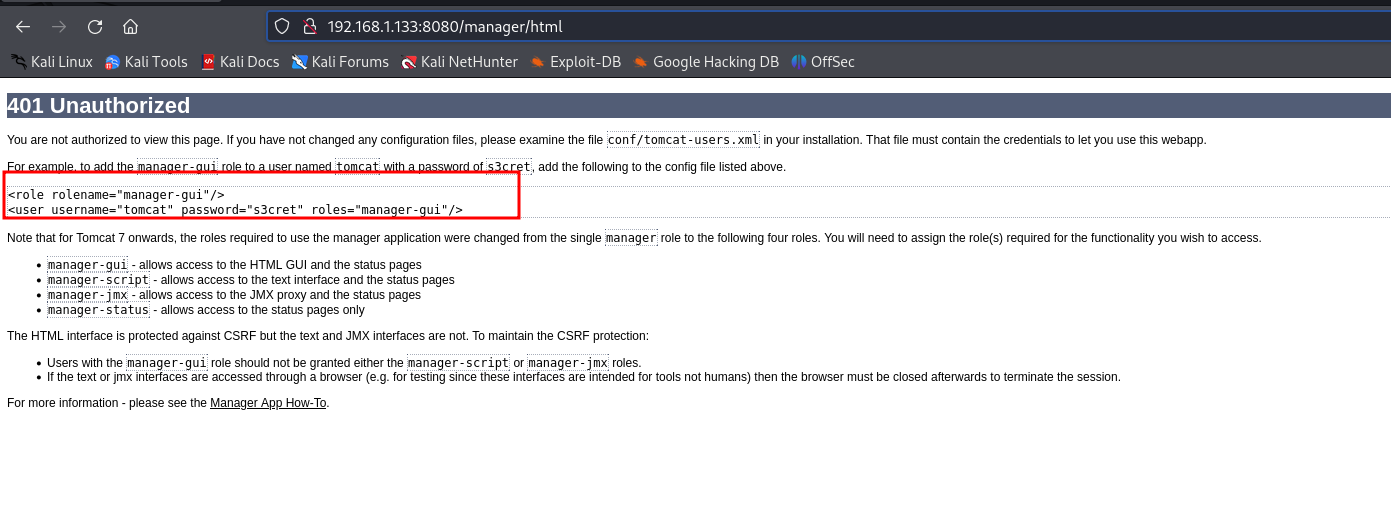 192.168.1.133:8080/manager/html
Kali Linux Kali Tools Kali Docs Kali Forums Kali NetHunter Exploit-DB Google Hacking DB OffSec
401 Unauthorized
You are not authorized to view this page. If you have not changed any configuration files, please examine the file conf/tomcat-users.xml in your installation. That file must contain the credentials to let you use this webapp.
For example, to add the manager-gui role to a user named tomcat with a password of s3cret, add the following to the config file listed above.
<role rolename="manager-gui"/>
<user username="tomcat" password="s3cret" roles="manager-gui"/>
Note that for Tomcat 7 onwards, the roles required to use the manager application were changed from the single manager role to the following four roles. You will need to assign the role(s) required for the functionality you wish to access.
• manager-gui - allows access to the HTML GUI and the status pages
• manager-script - allows access to the text interface and the status pages
• manager-jmx - allows access to the JMX proxy and the status pages
• manager-status - allows access to the status pages only
The HTML interface is protected against CSRF but the text and JMX interfaces are not. To maintain the CSRF protection:
• Users with the manager-gui role should not be granted either the manager-script or manager-jmx roles.
• If the text or jmx interfaces are accessed through a browser (e.g. for testing since these interfaces are intended for tools not humans) then the browser must be closed afterwards to terminate the session.
For more information - please see the Manager App How-To.